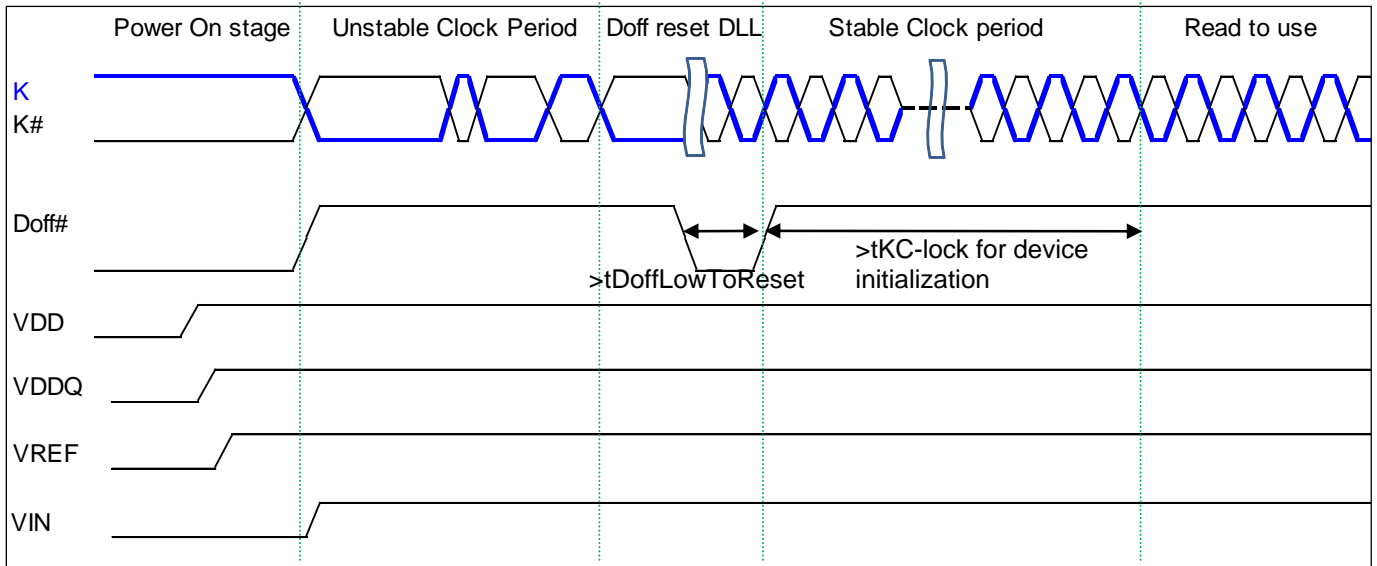 Power On stage
Unstable Clock Period
Doff reset DLL
Stable Clock period
Read to use
K
K#
Doff#
>tDoffLowToReset
>tKC-lock for device
initialization
VDD
VDDQ
VREF
VIN